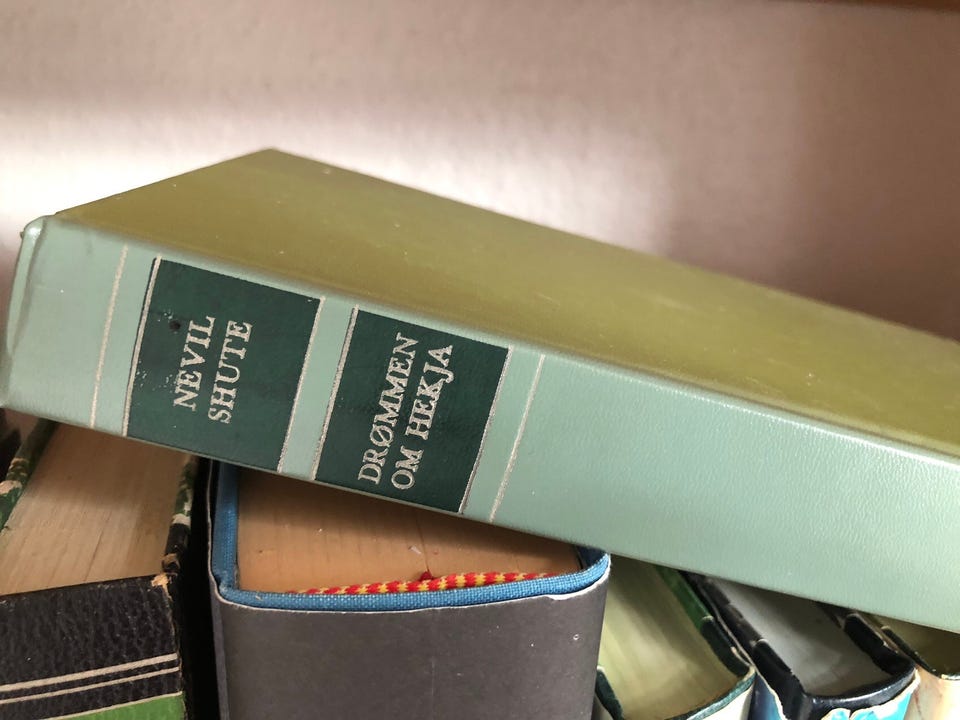 NEVIL
SHUTE
DRØMMEN
OM HEKJA